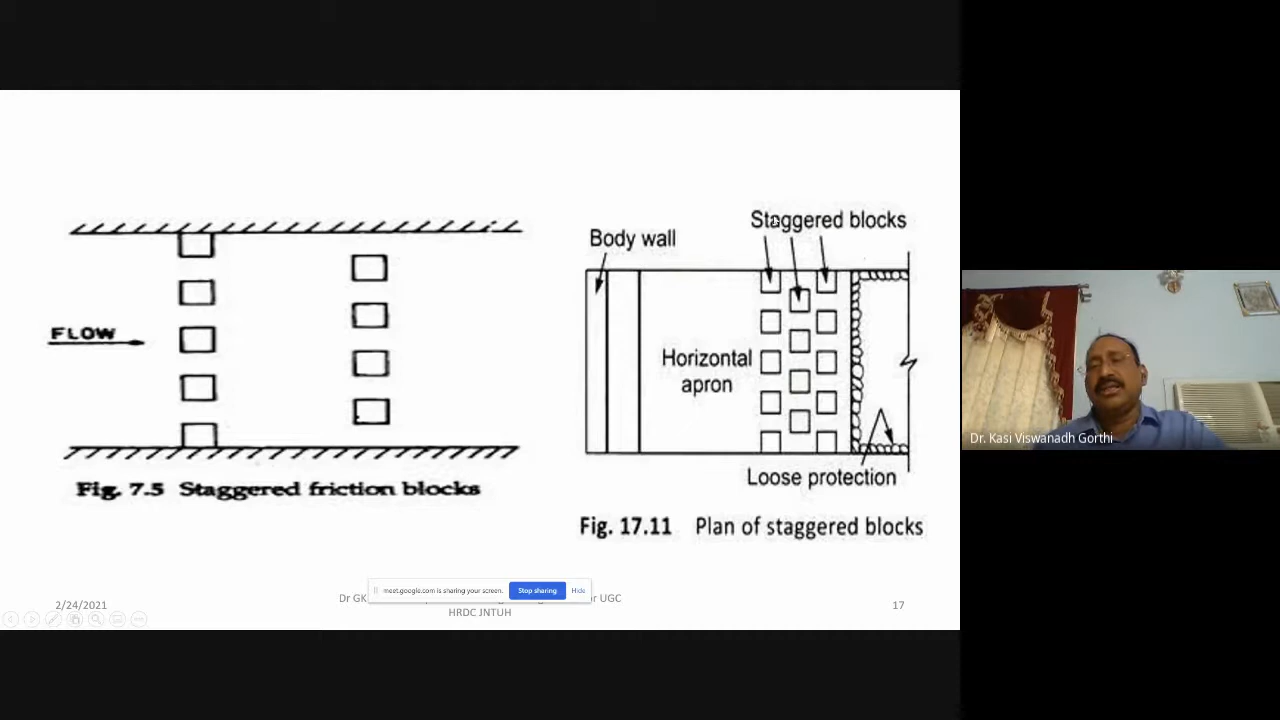 FLOW
Fig. 7.5 Staggered friction blocks
Staggered blocks
Body wall
Horizontal
apron
Loose protection
Fig. 17.11 Plan of staggered blocks
meet.google.com is sharing your screen. Stop sharing Hide
2/24/2021
Dr GK
or UGC
HRDC JNTUH
17
Dr. Kasi Viswanadh Gorthi